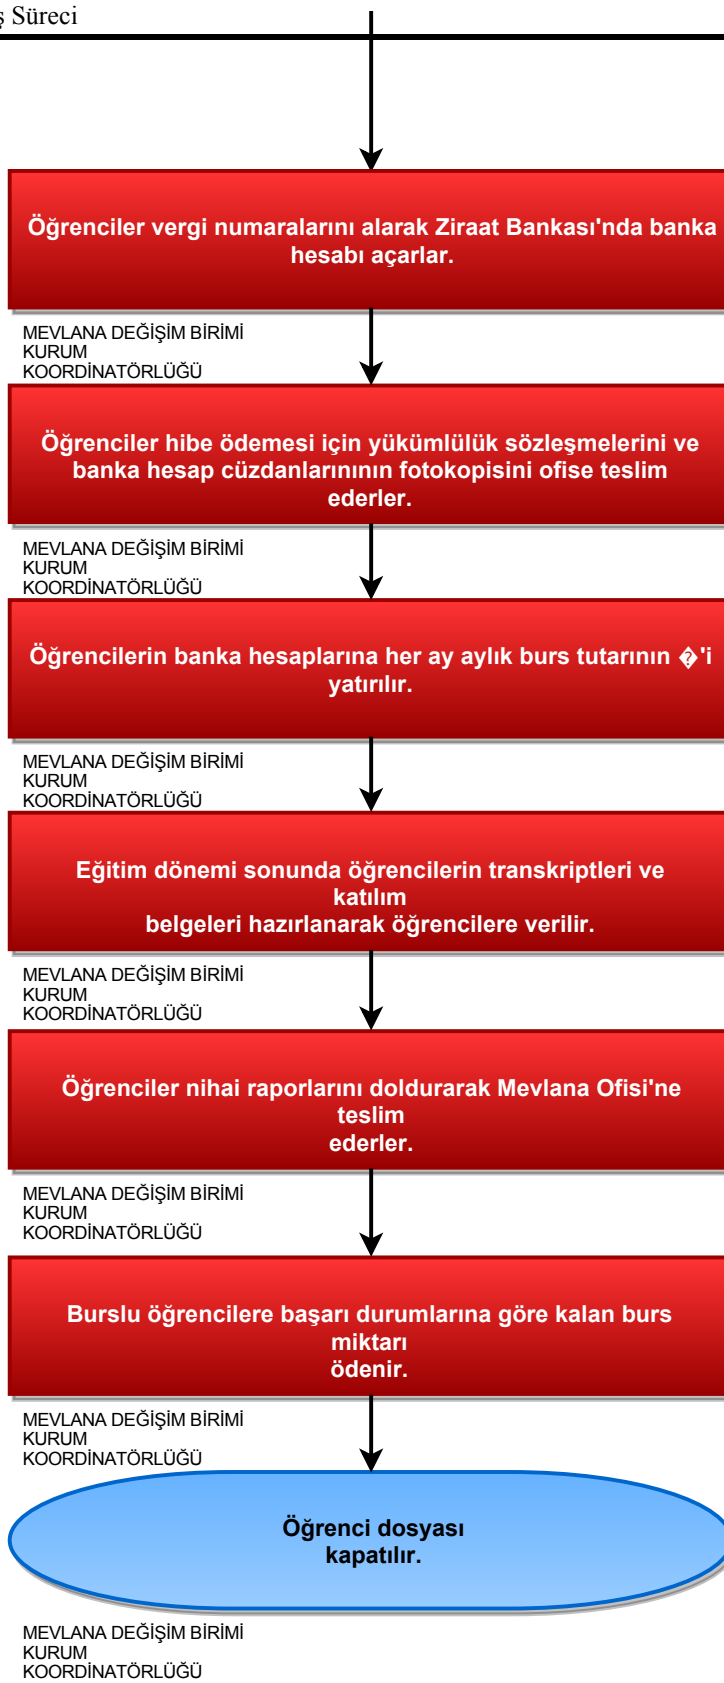 ş Süreci
Öğrenciler vergi numaralarını alarak Ziraat Bankası'nda banka
hesabı açarlar.
MEVLANA DEĞİŞİM BİRİMİ
KURUM
KOORDİNATÖRLÜĞÜ
Öğrenciler hibe ödemesi için yükümlülük sözleşmelerini ve
banka hesap cüzdanlarınının fotokopisini ofise teslim
ederler.
MEVLANA DEĞİŞİM BİRİMİ
KURUM
KOORDİNATÖRLÜĞÜ
Öğrencilerin banka hesaplarına her ay aylık burs tutarının �'i
yatırılır.
MEVLANA DEĞİŞİM BİRİMİ
KURUM
KOORDİNATÖRLÜĞÜ
Eğitim dönemi sonunda öğrencilerin transkriptleri ve
katılım
belgeleri hazırlanarak öğrencilere verilir.
MEVLANA DEĞİŞİM BİRİMİ
KURUM
KOORDİNATÖRLÜĞÜ
Öğrenciler nihai raporlarını doldurarak Mevlana Ofisi'ne
teslim
ederler.
MEVLANA DEĞİŞİM BİRİMİ
KURUM
KOORDİNATÖRLÜĞÜ
Burslu öğrencilere başarı durumlarına göre kalan burs
miktarı
ödenir.
MEVLANA DEĞİŞİM BİRİMİ
KURUM
KOORDİNATÖRLÜĞÜ
Öğrenci dosyası
kapatılır.
MEVLANA DEĞİŞİM BİRİMİ
KURUM
KOORDİNATÖRLÜĞÜ